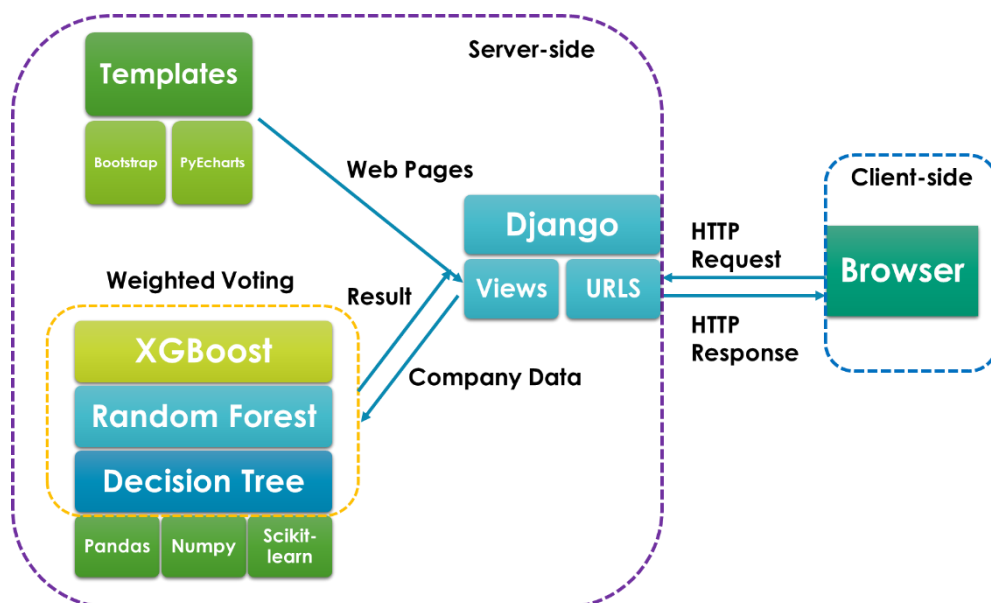 Server-side
Templates
Bootstrap
PyEcharts
Web Pages
Client-side
Django
Views
URLS
HTTP
Request
Browser
HTTP
Response
Weighted Voting
Result
XGBoost
Company Data
Random Forest
Decision Tree
Pandas
Numpy
Scikit-
learn